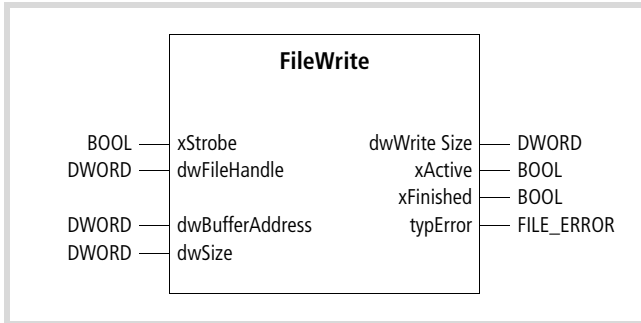 FileWrite
BOOL xStrobe dwWrite Size DWORD
DWORD dwFileHandle xActive BOOL
xFinished BOOL
DWORD dwBufferAddress typError FILE_ERROR
DWORD dwSize